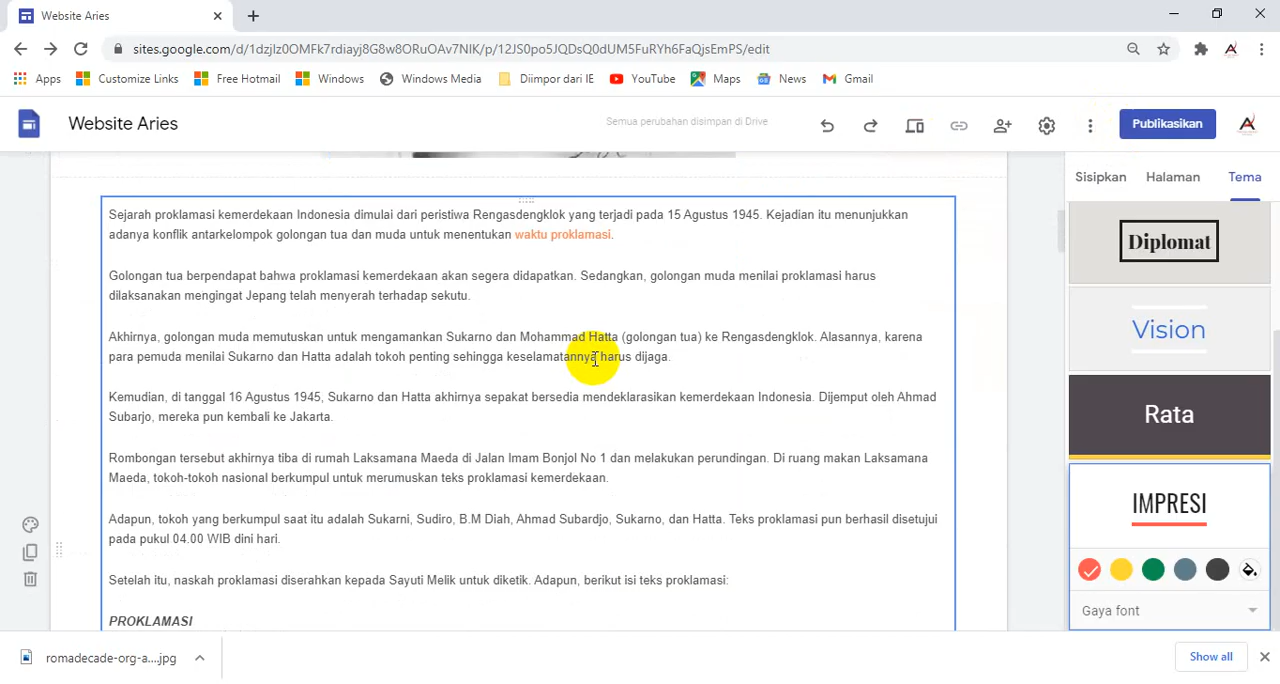 Website Aries
sites.google.com/d/1dzjlz0OMFk7rdiayj8G8w8ORuOAv7NlK/p/12JS0po5JQDsQ0dUM5FuRYh6FaQjsEmPS/edit
Apps Customize Links Free Hotmail Windows Windows Media Diimpor dari IE YouTube Maps News Gmail
Website Aries
Semua perubahan disimpan di Drive
Publikasikan
Sisipkan Halaman Tema
Sejarah proklamasi kemerdekaan Indonesia dimulai dari peristiwa Rengasdengklok yang terjadi pada 15 Agustus 1945. Kejadian itu menunjukkan
adanya konflik antarkelompok golongan tua dan muda untuk menentukan waktu proklamasi.
Golongan tua berpendapat bahwa proklamasi kemerdekaan akan segera didapatkan. Sedangkan, golongan muda menilai proklamasi harus
dilaksanakan mengingat Jepang telah menyerah terhadap sekutu.
Akhirnya, golongan muda memutuskan untuk mengamankan Sukarno dan Mohammad Hatta (golongan tua) ke Rengasdengklok. Alasannya, karena
para pemuda menilai Sukarno dan Hatta adalah tokoh penting sehingga keselamatannya harus dijaga.
Kemudian, di tanggal 16 Agustus 1945, Sukarno dan Hatta akhirnya sepakat bersedia mendeklarasikan kemerdekaan Indonesia. Dijemput oleh Ahmad
Subarjo, mereka pun kembali ke Jakarta.
Rombongan tersebut akhirnya tiba di rumah Laksamana Maeda di Jalan Imam Bonjol No 1 dan melakukan perundingan. Di ruang makan Laksamana
Maeda, tokoh-tokoh nasional berkumpul untuk merumuskan teks proklamasi kemerdekaan.
Adapun, tokoh yang berkumpul saat itu adalah Sukarni, Sudiro, B.M Diah, Ahmad Subardjo, Sukarno, dan Hatta. Teks proklamasi pun berhasil disetujui
pada pukul 04.00 WIB dini hari.
Setelah itu, naskah proklamasi diserahkan kepada Sayuti Melik untuk diketik. Adapun, berikut isi teks proklamasi:
PROKLAMASI
Diplomat
Vision
Rata
IMPRESI
Gaya font
romadecade-org-a....jpg
Show all